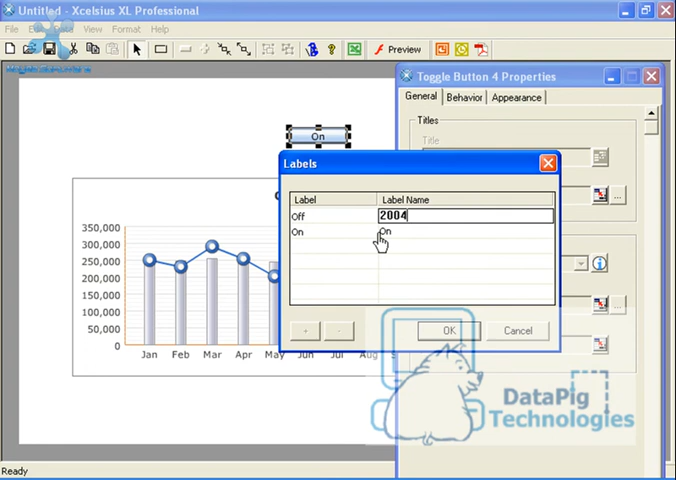 Untitled - Xcelsius XL Professional
File Edit Data View Format Help
Preview
On
Toggle Button 4 Properties
General Behavior Appearance
Titles
Title
Labels
Label Label Name
Off 2004
On On
+ - OK Cancel
350,000
300,000
250,000
200,000
150,000
100,000
50,000
0
Jan Feb Mar Apr May Jun Jul Aug
DataPig
Technologies
Ready